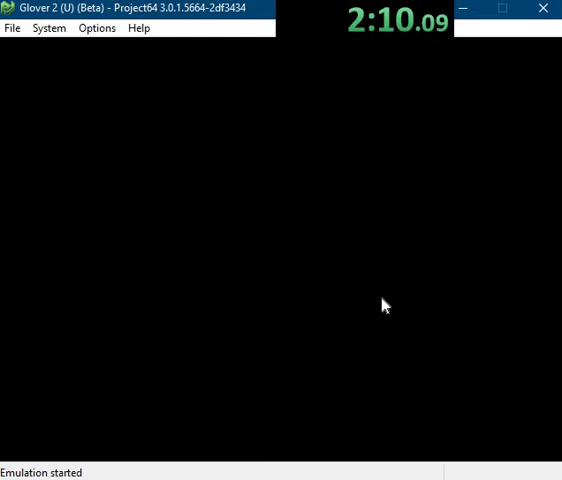 Glover 2 (U) (Beta) - Project64 3.0.1.5664-2df3434
2:10.09
File System Options Help
Emulation started